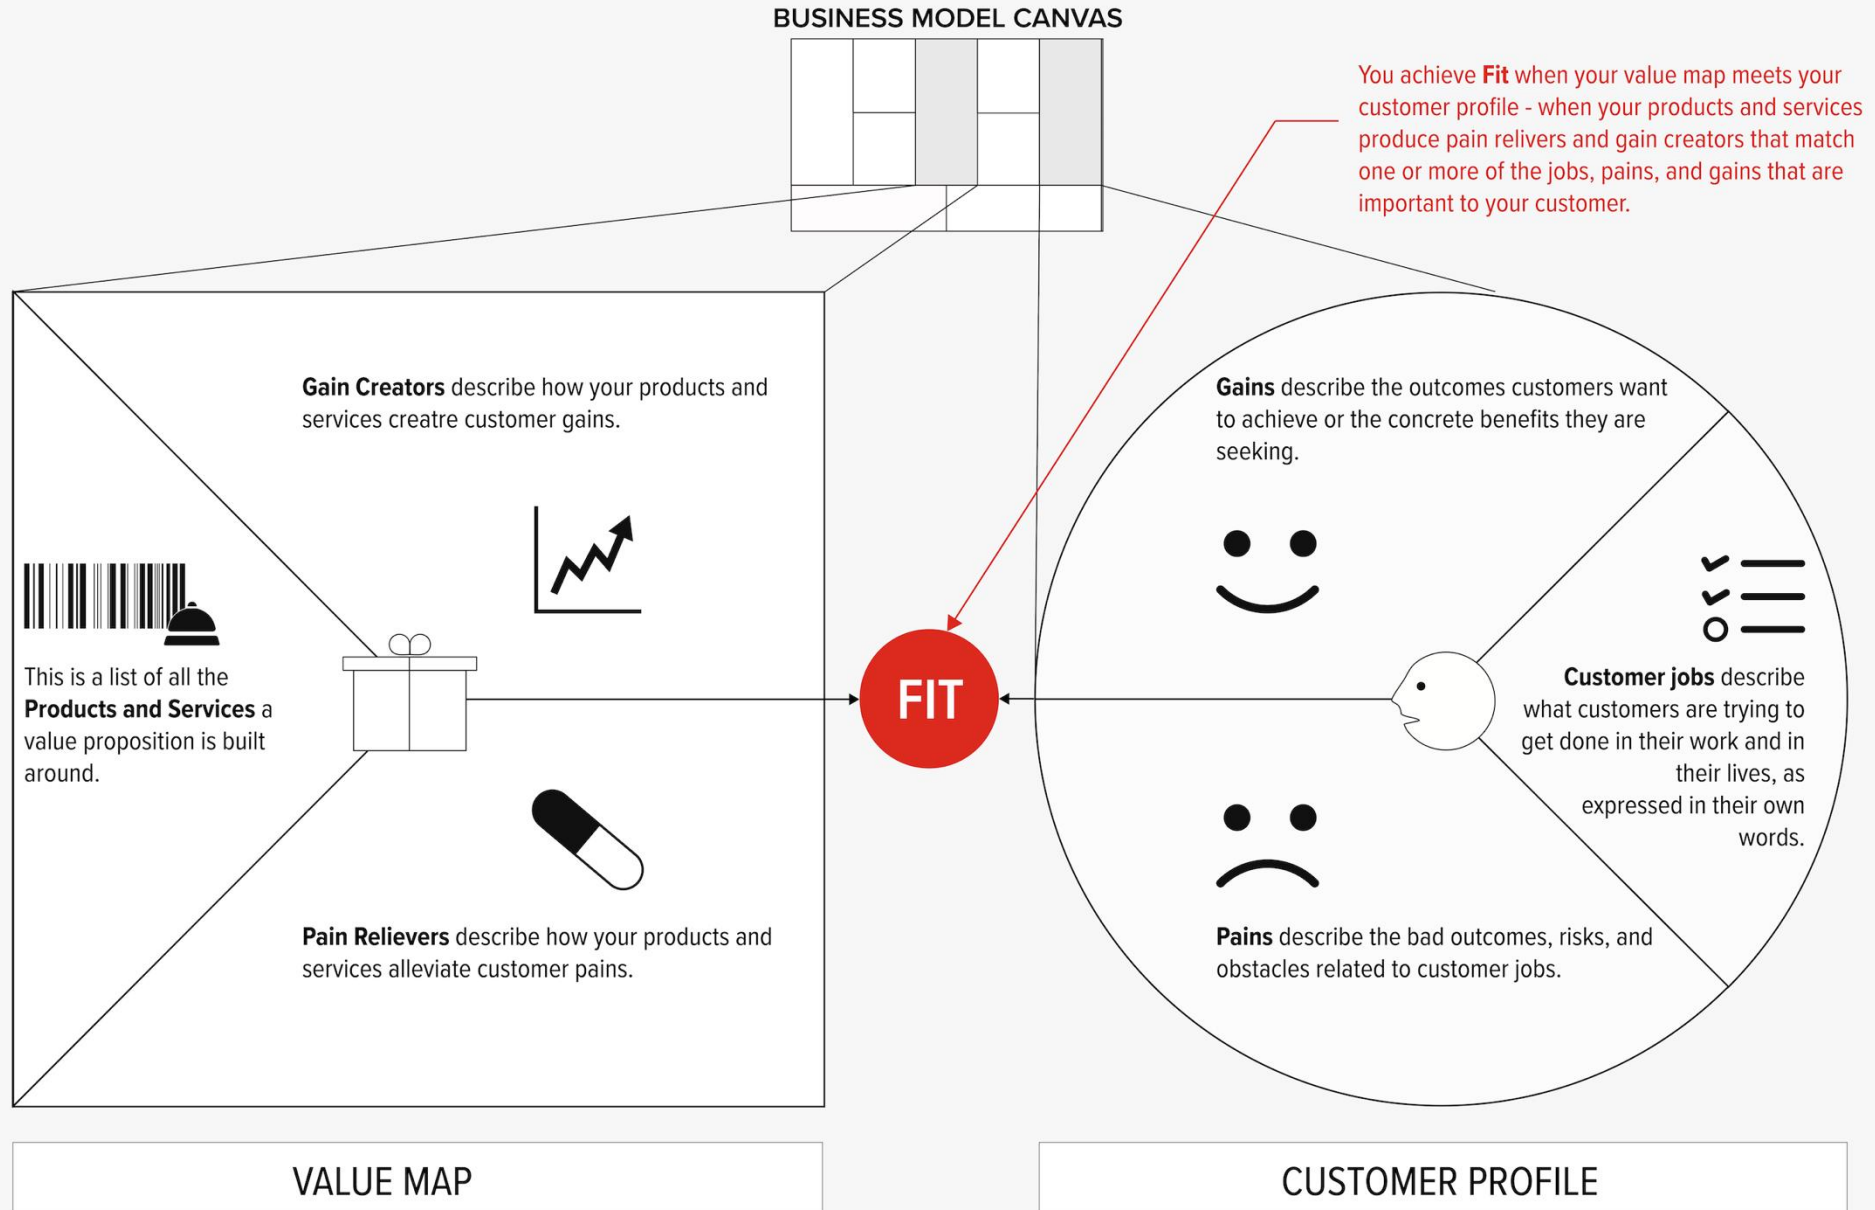 BUSINESS MODEL CANVAS
You achieve Fit when your value map meets your
customer profile - when your products and services
produce pain relivers and gain creators that match
one or more of the jobs, pains, and gains that are
important to your customer.
Gain Creators describe how your products and
services creatre customer gains.
This is a list of all the
Products and Services a
value proposition is built
around.
Pain Relievers describe how your products and
services alleviate customer pains.
FIT
Gains describe the outcomes customers want
to achieve or the concrete benefits they are
seeking.
Customer jobs describe
what customers are trying to
get done in their work and in
their lives, as
expressed in their own
words.
Pains describe the bad outcomes, risks, and
obstacles related to customer jobs.
VALUE MAP
CUSTOMER PROFILE